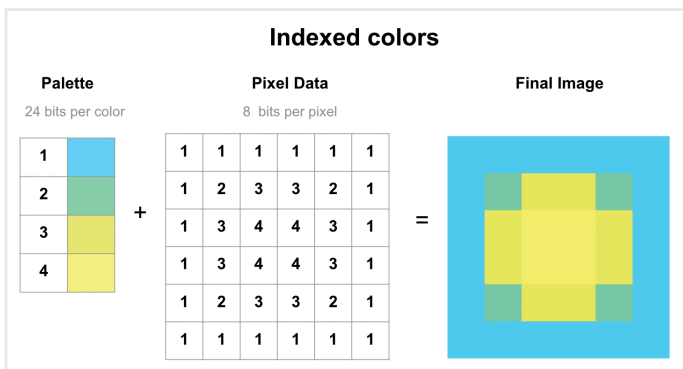 Indexed colors
Palette
24 bits per color
1
2
3
4
+
Pixel Data
8 bits per pixel
1 1 1 1 1 1
1 2 3 3 2 1
1 3 4 4 3 1
1 3 4 4 3 1
1 2 3 3 2 1
1 1 1 1 1 1
=
Final Image